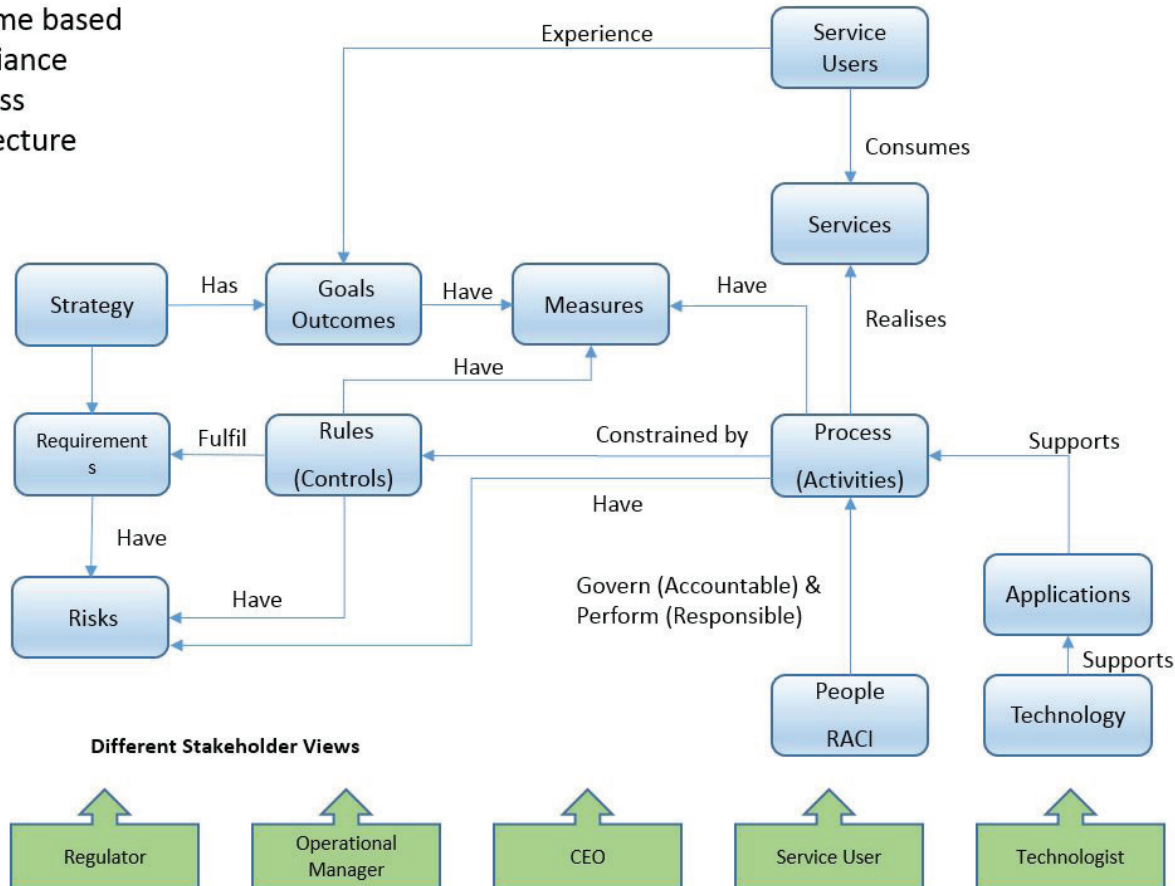 me based
iance
ss
ecture
Experience
Service
Users
Consumes
Services
Strategy
Has
Goals
Outcomes
Have
Measures
Have
Realises
Have
Requirement
s
Fulfil
Rules
(Controls)
Constrained by
Process
(Activities)
Supports
Have
Have
Risks
Have
Govern (Accountable) &
Perform (Responsible)
Applications
Supports
People
RACI
Technology
Different Stakeholder Views
Regulator
Operational
Manager
CEO
Service User
Technologist